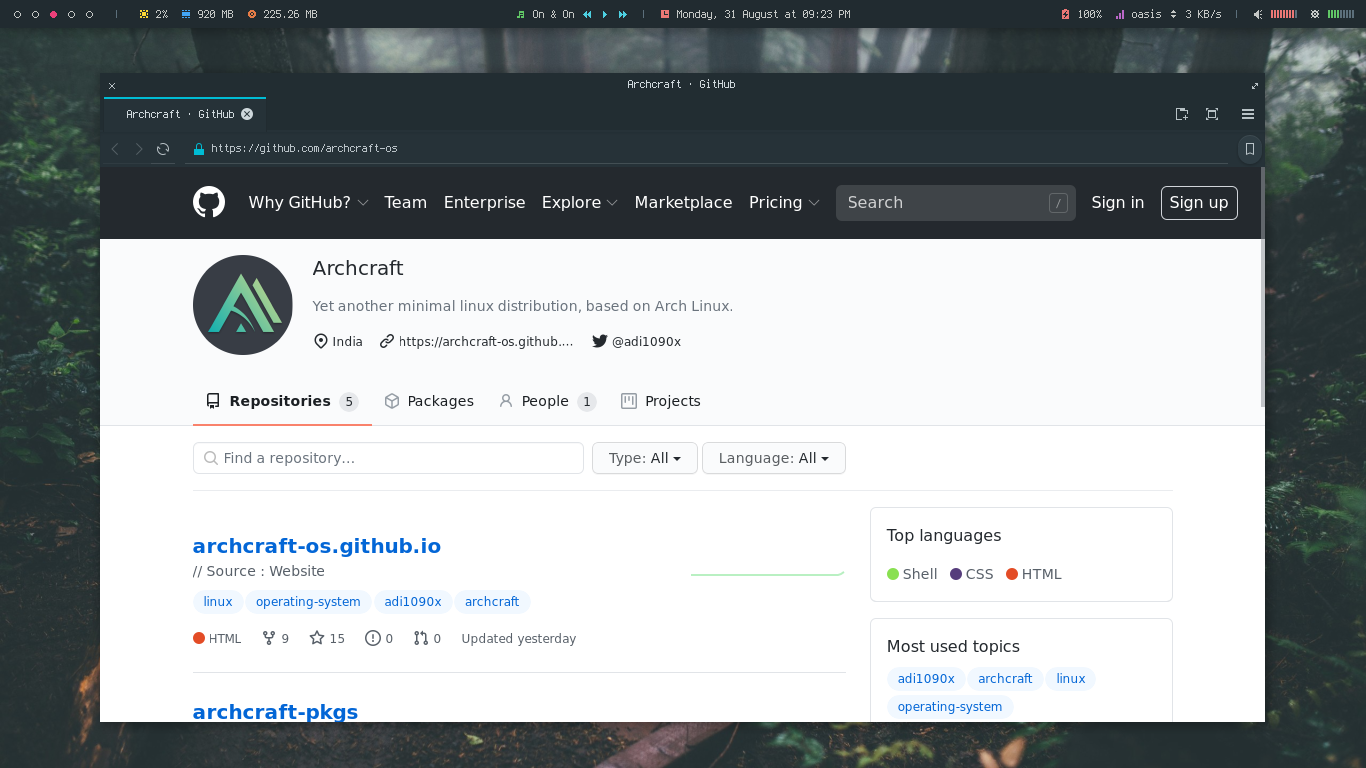 2% 920 MB 225.26 MB On & On Monday, 31 August at 09:23 PM 100% oasis 3 KB/s
Archcraft · GitHub
Archcraft · GitHub
https://github.com/archcraft-os
Why GitHub? Team Enterprise Explore Marketplace Pricing Search / Sign in Sign up
Archcraft
Yet another minimal linux distribution, based on Arch Linux.
India https://archcraft-os.github.... @adi1090x
Repositories 5 Packages People 1 Projects
Find a repository... Type: All Language: All
archcraft-os.github.io
// Source : Website
linux operating-system adi1090x archcraft
HTML 9 15 0 0 Updated yesterday
archcraft-pkgs
Top languages
Shell CSS HTML
Most used topics
adi1090x archcraft linux
operating-system